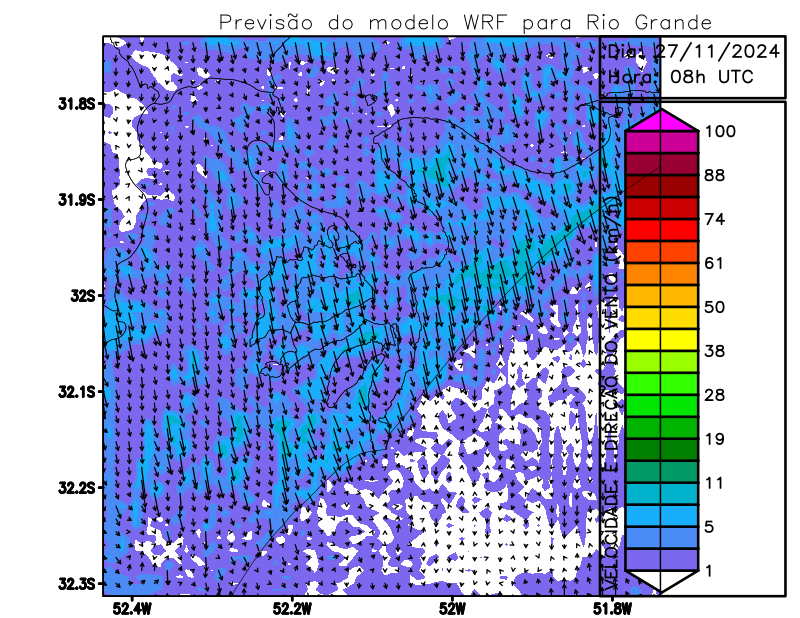 Previsão do modelo WRF para Rio Grande
Dia: 27/11/2024
Hora: 08h UTC
31.8S
31.9S
32S
32.1S
32.2S
32.3S
52.4W
52.2W
52W
51.8W
VELOCIDADE E DIREÇÃO DO VENTO (km/h)
100
88
74
61
50
38
28
19
11
5
1